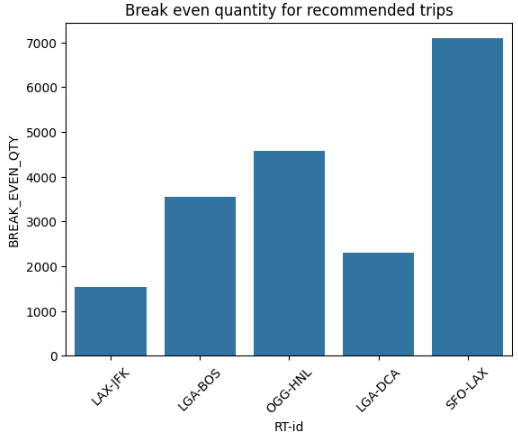 Break even quantity for recommended trips
BREAK_EVEN_QTY
7000
6000
5000
4000
3000
2000
1000
0
LAX-JFK
LGA-BOS
OGG-HNL
LGA-DCA
SFO-LAX
RT-id